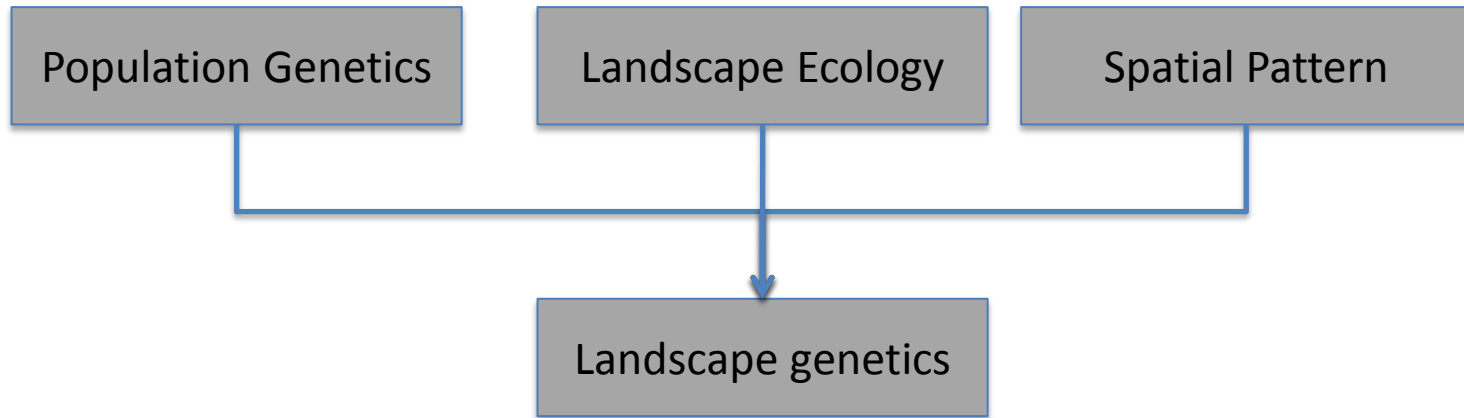 Population Genetics
Landscape Ecology
Spatial Pattern
Landscape genetics